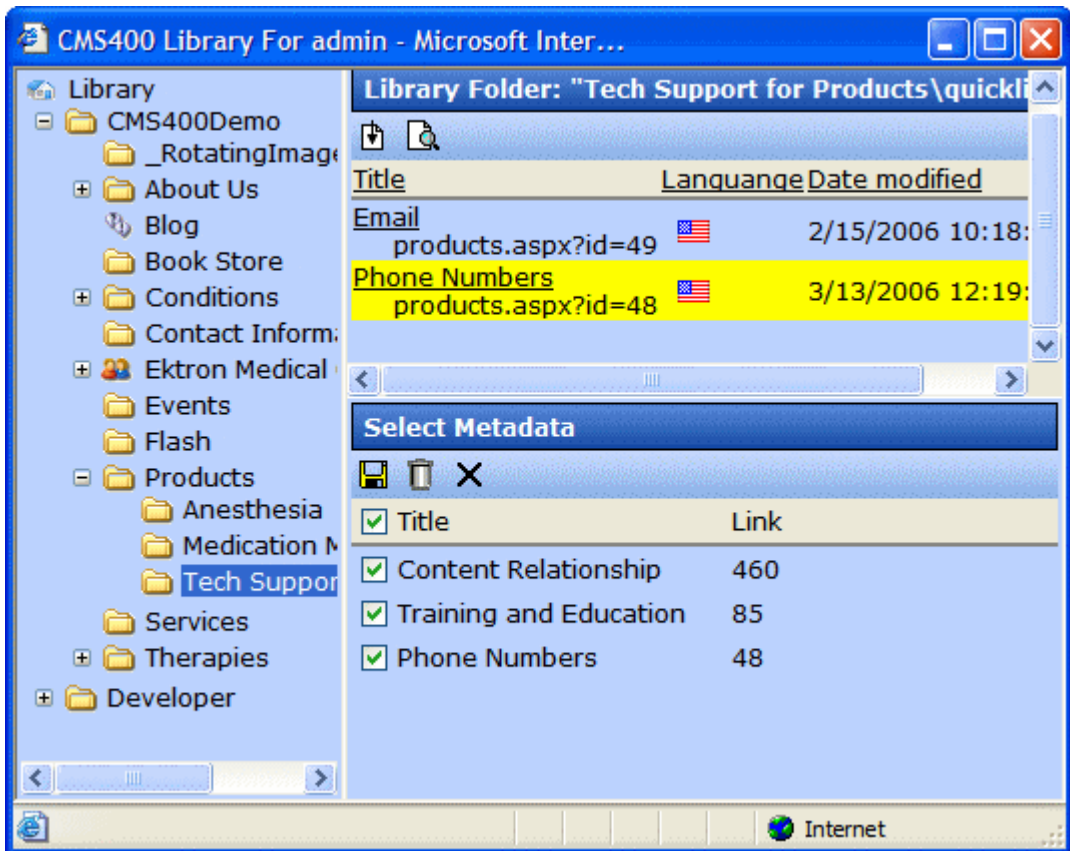 CMS400 Library For admin - Microsoft Inter...
Library
CMS400Demo
_RotatingImage
About Us
Blog
Book Store
Conditions
Contact Inform
Ektron Medical
Events
Flash
Products
Anesthesia
Medication M
Tech Suppor
Services
Therapies
Developer
Library Folder: "Tech Support for Products\quickli
Title Languange Date modified
Email
products.aspx?id=49 2/15/2006 10:18:
Phone Numbers
products.aspx?id=48 3/13/2006 12:19:
Select Metadata
Title Link
Content Relationship 460
Training and Education 85
Phone Numbers 48
Internet